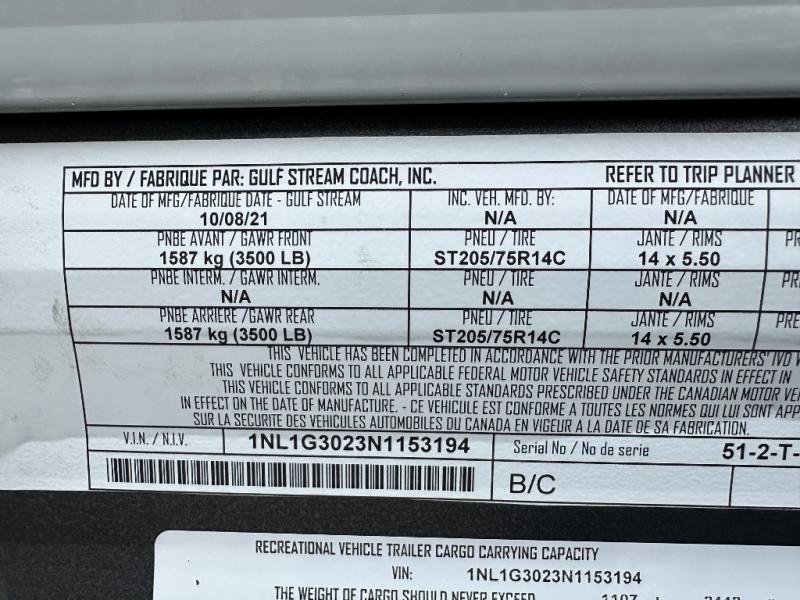 MFD BY / FABRIQUE PAR: GULF STREAM COACH, INC. REFER TO TRIP PLANNER
DATE OF MFG/FABRIQUE DATE - GULF STREAM INC. VEH. MFD. BY: DATE OF MFG/FABRIQUE
10/08/21 N/A N/A
PNBE AVANT / GAWR FRONT PNEU / TIRE JANTE / RIMS
1587 kg (3500 LB) ST205/75R14C 14 x 5.50
PNBE INTERM. / GAWR INTERM. PNEU / TIRE JANTE / RIMS
N/A N/A N/A
PNBE ARRIERE /GAWR REAR PNEU / TIRE JANTE / RIMS
1587 kg (3500 LB) ST205/75R14C 14 x 5.50
THIS VEHICLE HAS BEEN COMPLETED IN ACCORDANCE WITH THE PRIOR MANUFACTURERS' IVD
THIS VEHICLE CONFORMS TO ALL APPLICABLE FEDERAL MOTOR VEHICLE SAFETY STANDARDS IN EFFECT IN
THIS VEHICLE CONFORMS TO ALL APPLICABLE STANDARDS PRESCRIBED UNDER THE CANADIAN MOTOR
IN EFFECT ON THE DATE OF MANUFACTURE. - CE VEHICULE EST CONFORME A TOUTES LES NORMES QUI LUI SONT
SUR LA SECURITE DES VEHICULES AUTOMOBILES DU CANADA EN VIGEUR A LA DATE DE SA FABRICATION.
V.I.N. / N.I.V. 1NL1G3023N1153194 Serial No / No de serie 51-2-T-
B/C
RECREATIONAL VEHICLE TRAILER CARGO CARRYING CAPACITY
VIN: 1NL1G3023N1153194
THE WEIGHT OF CARGO SHOULD NEVER EXCEED